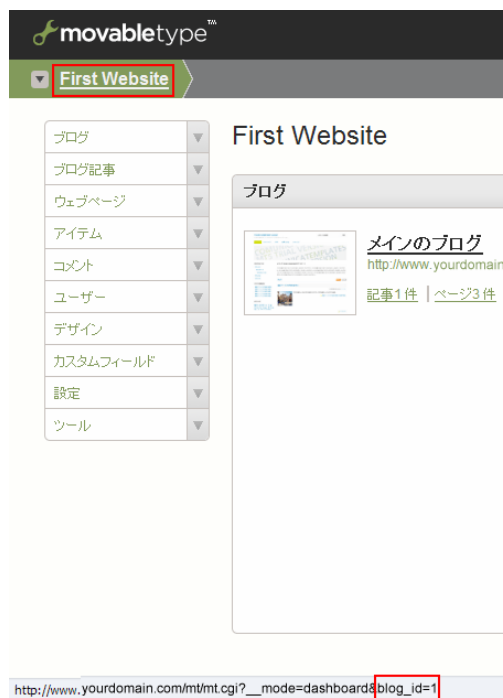 movabletype™
First Website
ブログ
ブログ記事
ウェブページ
アイテム
コメント
ユーザー
デザイン
カスタムフィールド
設定
ツール
First Website
ブログ
メインのブログ
http://www.yourdomain
記事1件 | ページ3件
http://www.yourdomain.com/mt/mt.cgi?__mode=dashboard&blog_id=1